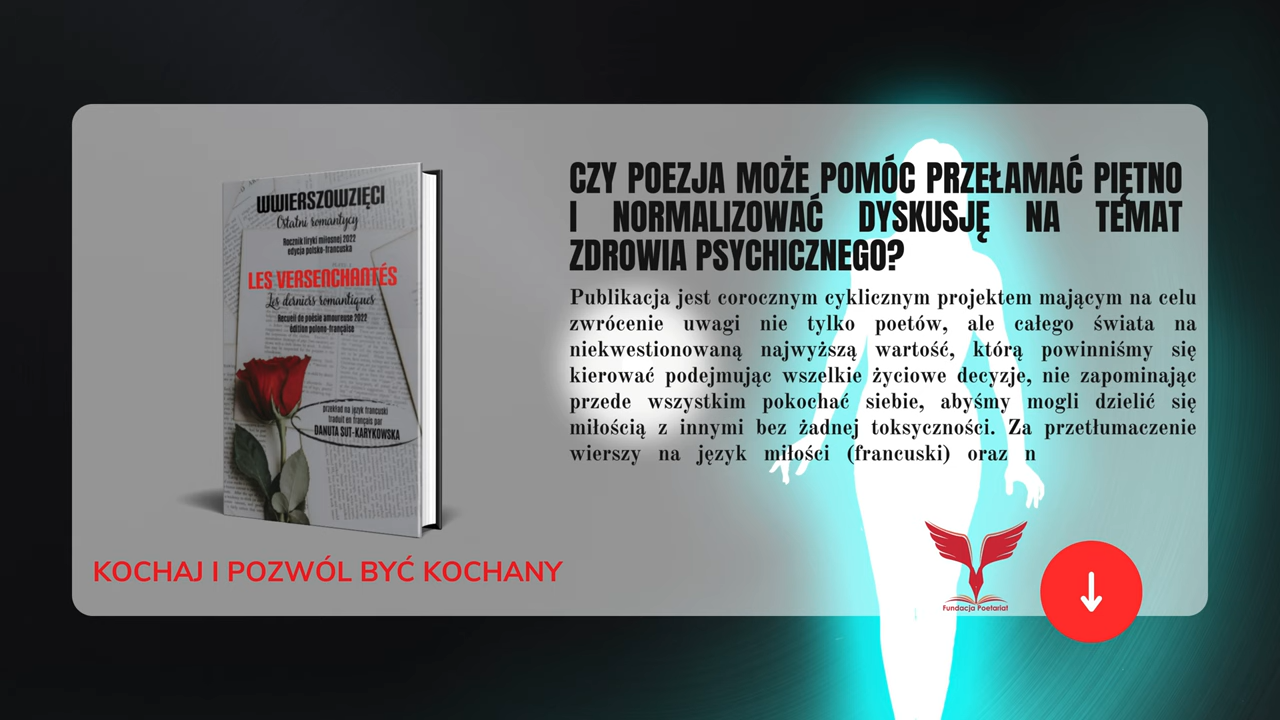 WWIERSZOWZIĘCI
Ostatni romantycy
Rocznik liryki miłosnej 2022
edycja polsko-francuska
LES VERSENCHANTÉS
Les derniers romantiques
Recueil de poésie amoureuse 2022
édition polono-française
przekład na język francuski
traduit en français par
DANUTA SUT-KARYKOWSKA
KOCHAJ I POZWÓL BYĆ KOCHANY
CZY POEZJA MOŻE POMÓC PRZEŁAMAĆ PIĘTNO
I NORMALIZOWAĆ DYSKUSJĘ NA TEMAT
ZDROWIA PSYCHICZNEGO?
Publikacja jest corocznym cyklicznym projektem mającym na celu
zwrócenie uwagi nie tylko poetów, ale całego świata na
niekwestionowaną najwyższą wartość, którą powinniśmy się
kierować podejmując wszelkie życiowe decyzje, nie zapominając
przede wszystkim pokochać siebie, abyśmy mogli dzielić się
miłością z innymi bez żadnej toksyczności. Za przetłumaczenie
wierszy na język miłości (francuski) oraz n
Fundacja Poetariat